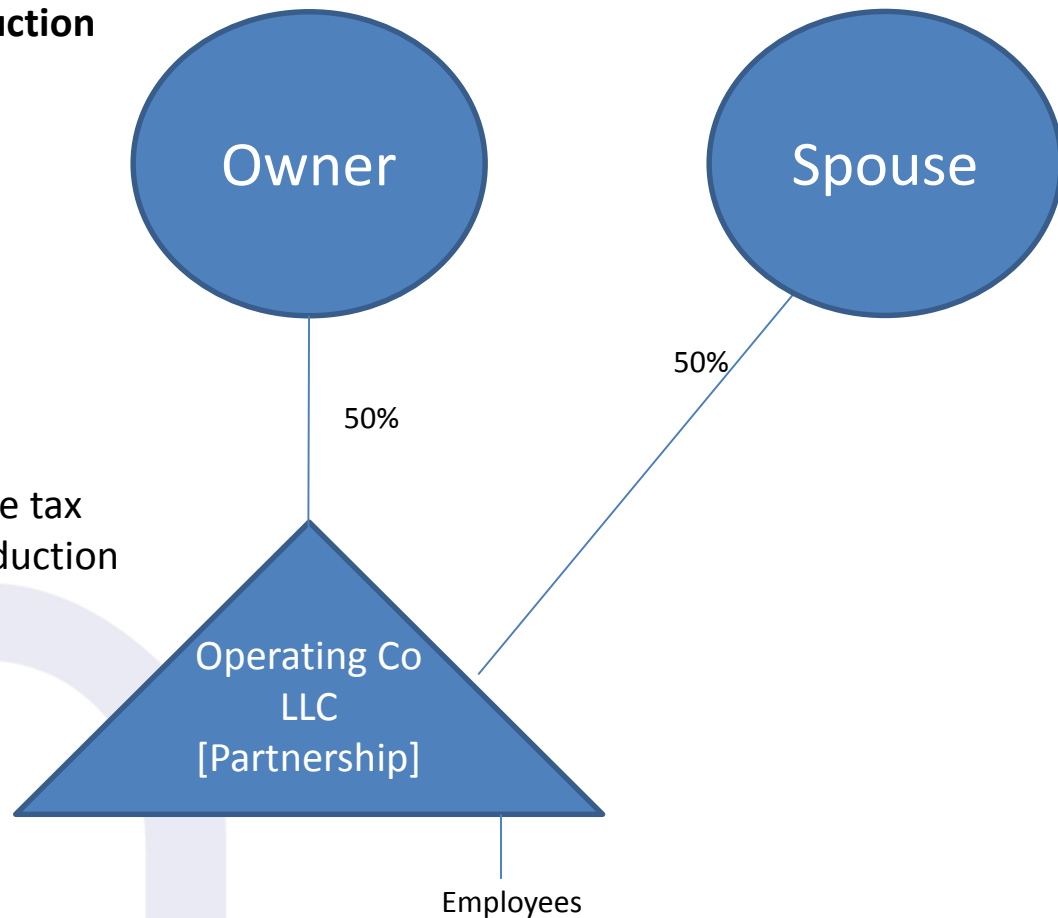 uction
Owner
Spouse
50%
50%
e tax
duction
Operating Co
LLC
[Partnership]
Employees